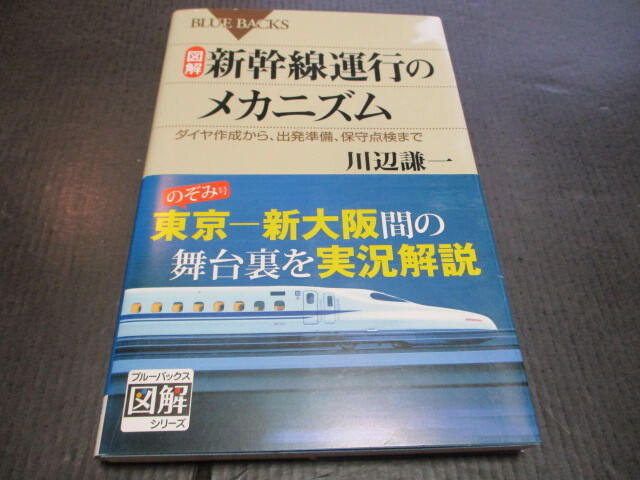 BLUE BACKS
図解
新幹線運行の
メカニズム
ダイヤ作成から、出発準備、保守点検まで
川辺謙一
のぞみ号
東京―新大阪間の
舞台裏を実況解説
ブルーバックス
図解
シリーズ